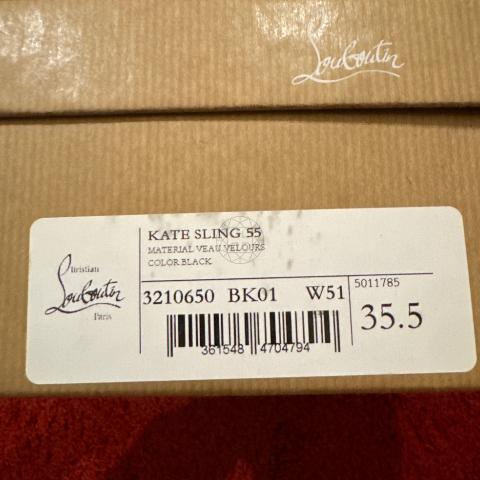 Louboutin
KATE SLING 55
MATERIAL VEAU VELOURS
COLOR BLACK
Christian
Louboutin
Paris
3210650 BK01 W51
5011785
35.5
361548 4704794